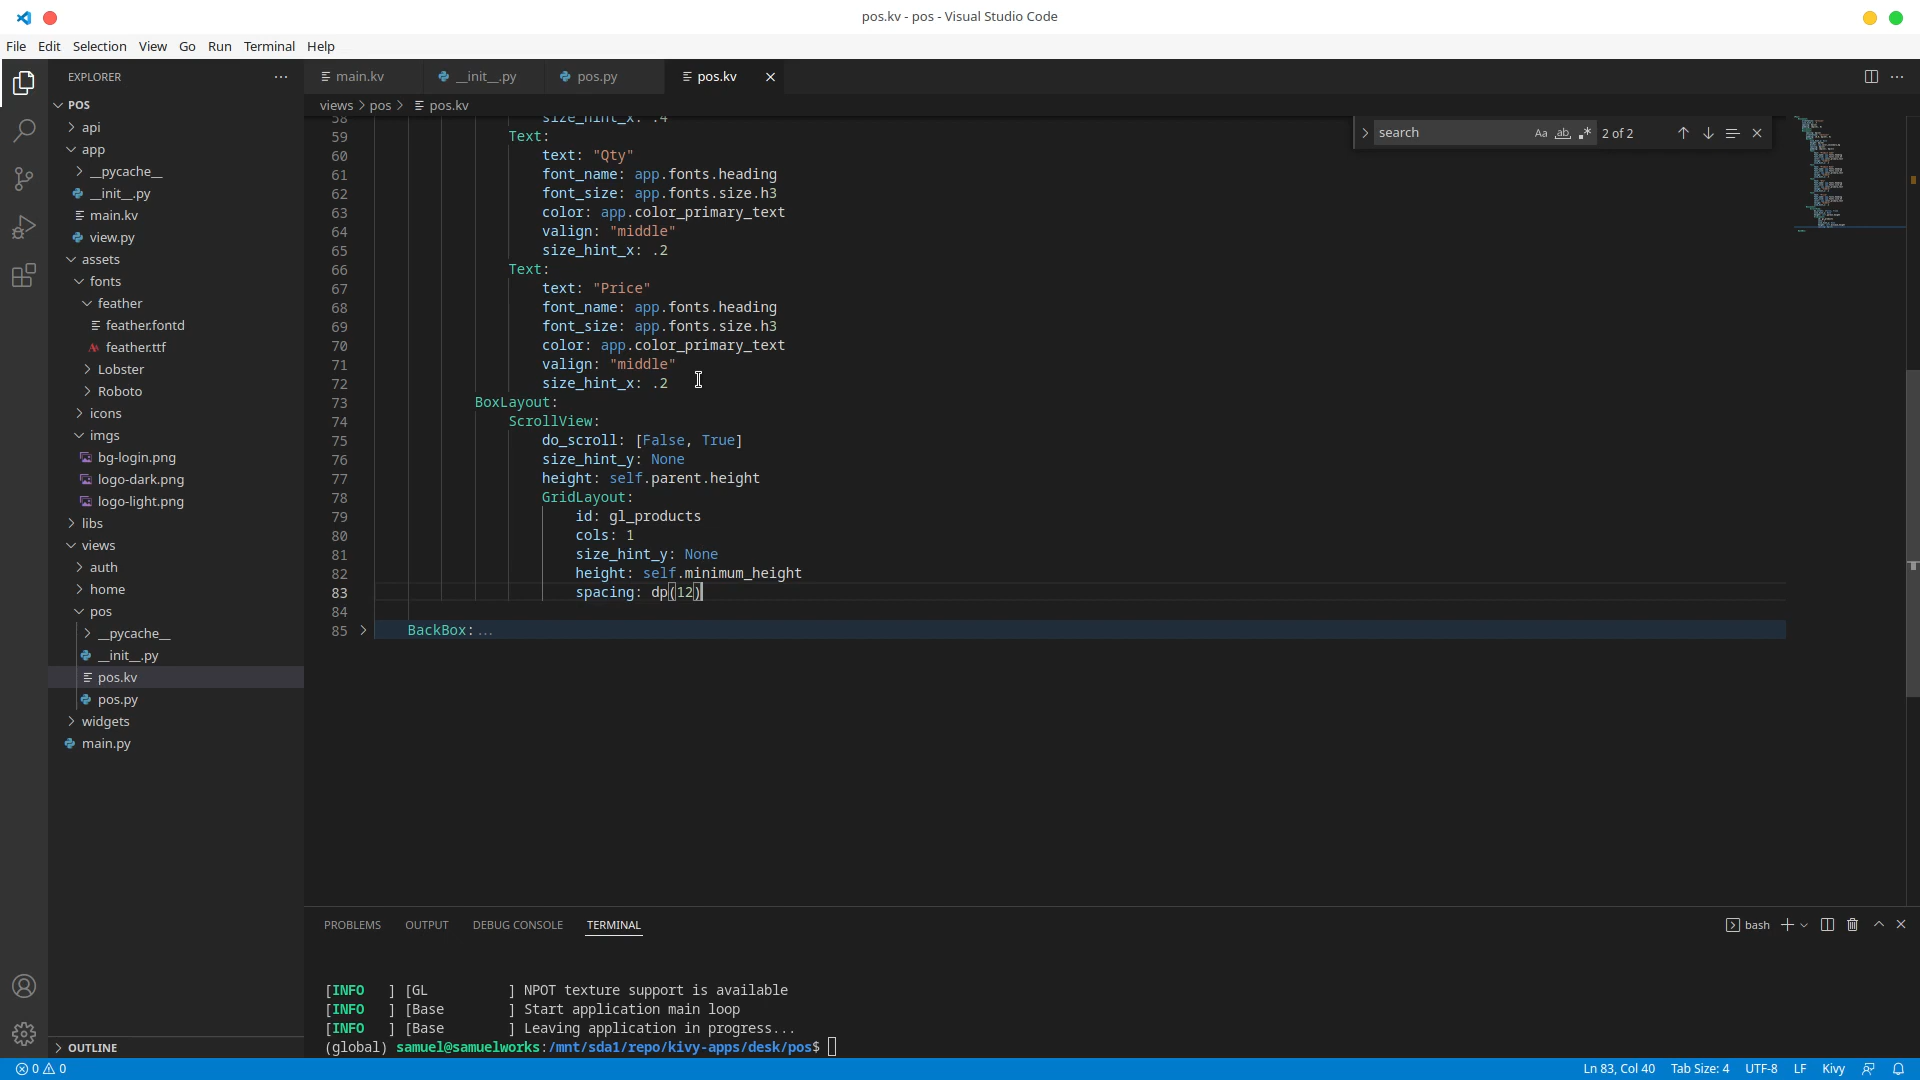 pos.kv - pos - Visual Studio Code
File Edit Selection View Go Run Terminal Help
EXPLORER
POS
api
app
__pycache__
__init__.py
main.kv
view.py
assets
fonts
feather
feather.fontd
feather.ttf
Lobster
Roboto
icons
imgs
bg-login.png
logo-dark.png
logo-light.png
libs
views
auth
home
pos
__pycache__
__init__.py
pos.kv
pos.py
widgets
main.py
OUTLINE
main.kv __init__.py pos.py pos.kv
views > pos > pos.kv
search Aa ab 2 of 2
58 size_hint_x: .4
59 Text:
60 text: "Qty"
61 font_name: app.fonts.heading
62 font_size: app.fonts.size.h3
63 color: app.color_primary_text
64 valign: "middle"
65 size_hint_x: .2
66 Text:
67 text: "Price"
68 font_name: app.fonts.heading
69 font_size: app.fonts.size.h3
70 color: app.color_primary_text
71 valign: "middle"
72 size_hint_x: .2
73 BoxLayout:
74 ScrollView:
75 do_scroll: [False, True]
76 size_hint_y: None
77 height: self.parent.height
78 GridLayout:
79 id: gl_products
80 cols: 1
81 size_hint_y: None
82 height: self.minimum_height
83 spacing: dp(12)
84
85 BackBox: ...
PROBLEMS OUTPUT DEBUG CONSOLE TERMINAL
bash
[INFO   ] [GL          ] NPOT texture support is available
[INFO   ] [Base        ] Start application main loop
[INFO   ] [Base        ] Leaving application in progress...
(global) samuel@samuelworks:/mnt/sda1/repo/kivy-apps/desk/pos$
0 0 Ln 83, Col 40 Tab Size: 4 UTF-8 LF Kivy